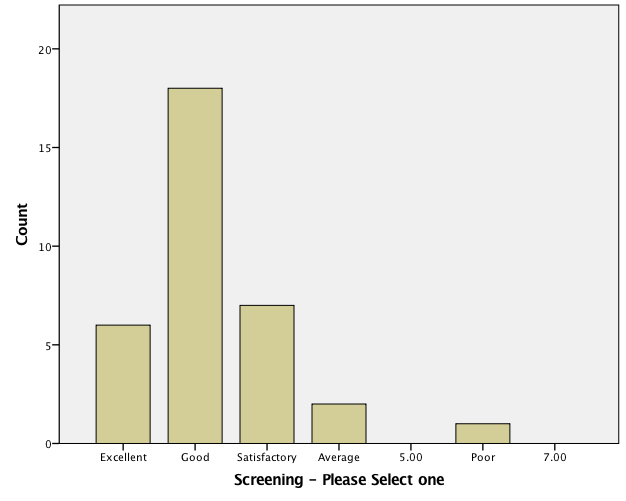 20
15
10
5
0
Count
Excellent Good Satisfactory Average 5.00 Poor 7.00
Screening - Please Select one